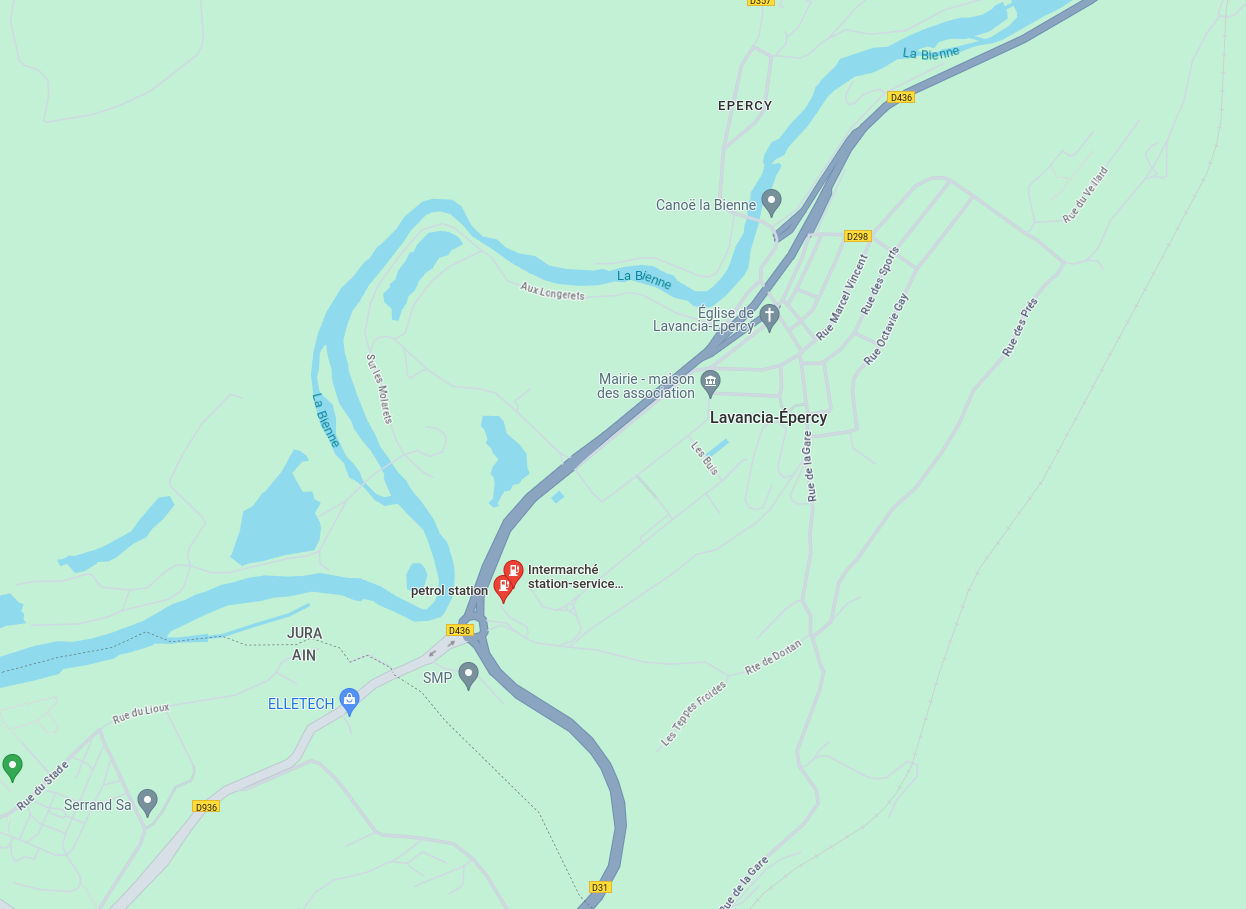 D357
La Bienne
D436
EPERCY
Rue du Veillard
Canoë la Bienne
D298
La Bienne
Aux Longerets
Rue Marcel Vincent
Rue des Sports
Rue Octavie Gay
Rue des Prés
Église de
Lavancia-Epercy
Sur les Molarets
Mairie - maison
des association
La Bienne
Lavancia-Épercy
Les Buis
Rue de la Gare
Intermarché
station-service...
petrol station
D436
JURA
AIN
SMP
Rte de Dortan
ELLETECH
Les Teppes Froides
Rue du Lioux
Rue du Stade
Serrand Sa
D936
D31
Rue de la Gare